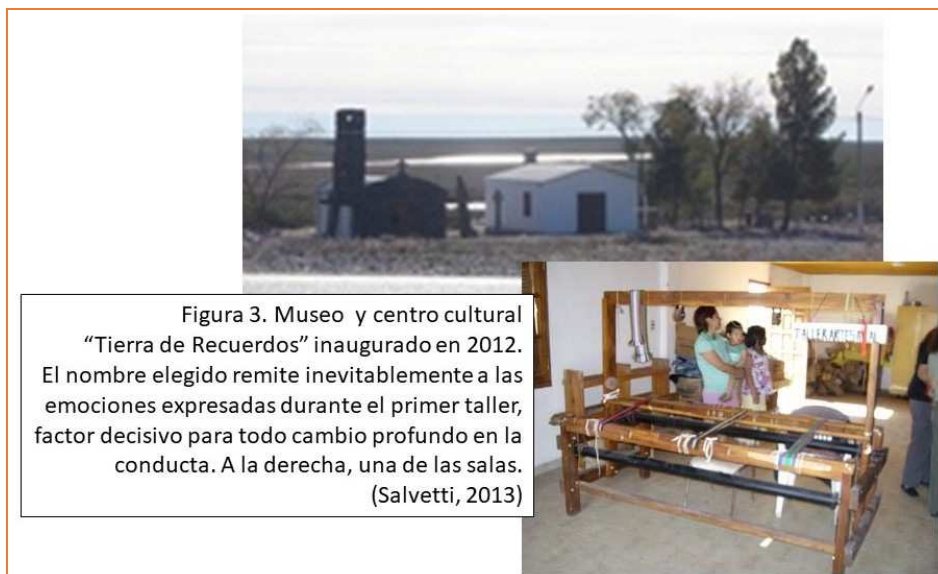 Figura 3. Museo y centro cultural
“Tierra de Recuerdos” inaugurado en 2012.
El nombre elegido remite inevitablemente a las
emociones expresadas durante el primer taller,
factor decisivo para todo cambio profundo en la
conducta. A la derecha, una de las salas.
(Salvetti, 2013)
TALLER ARTESANAL